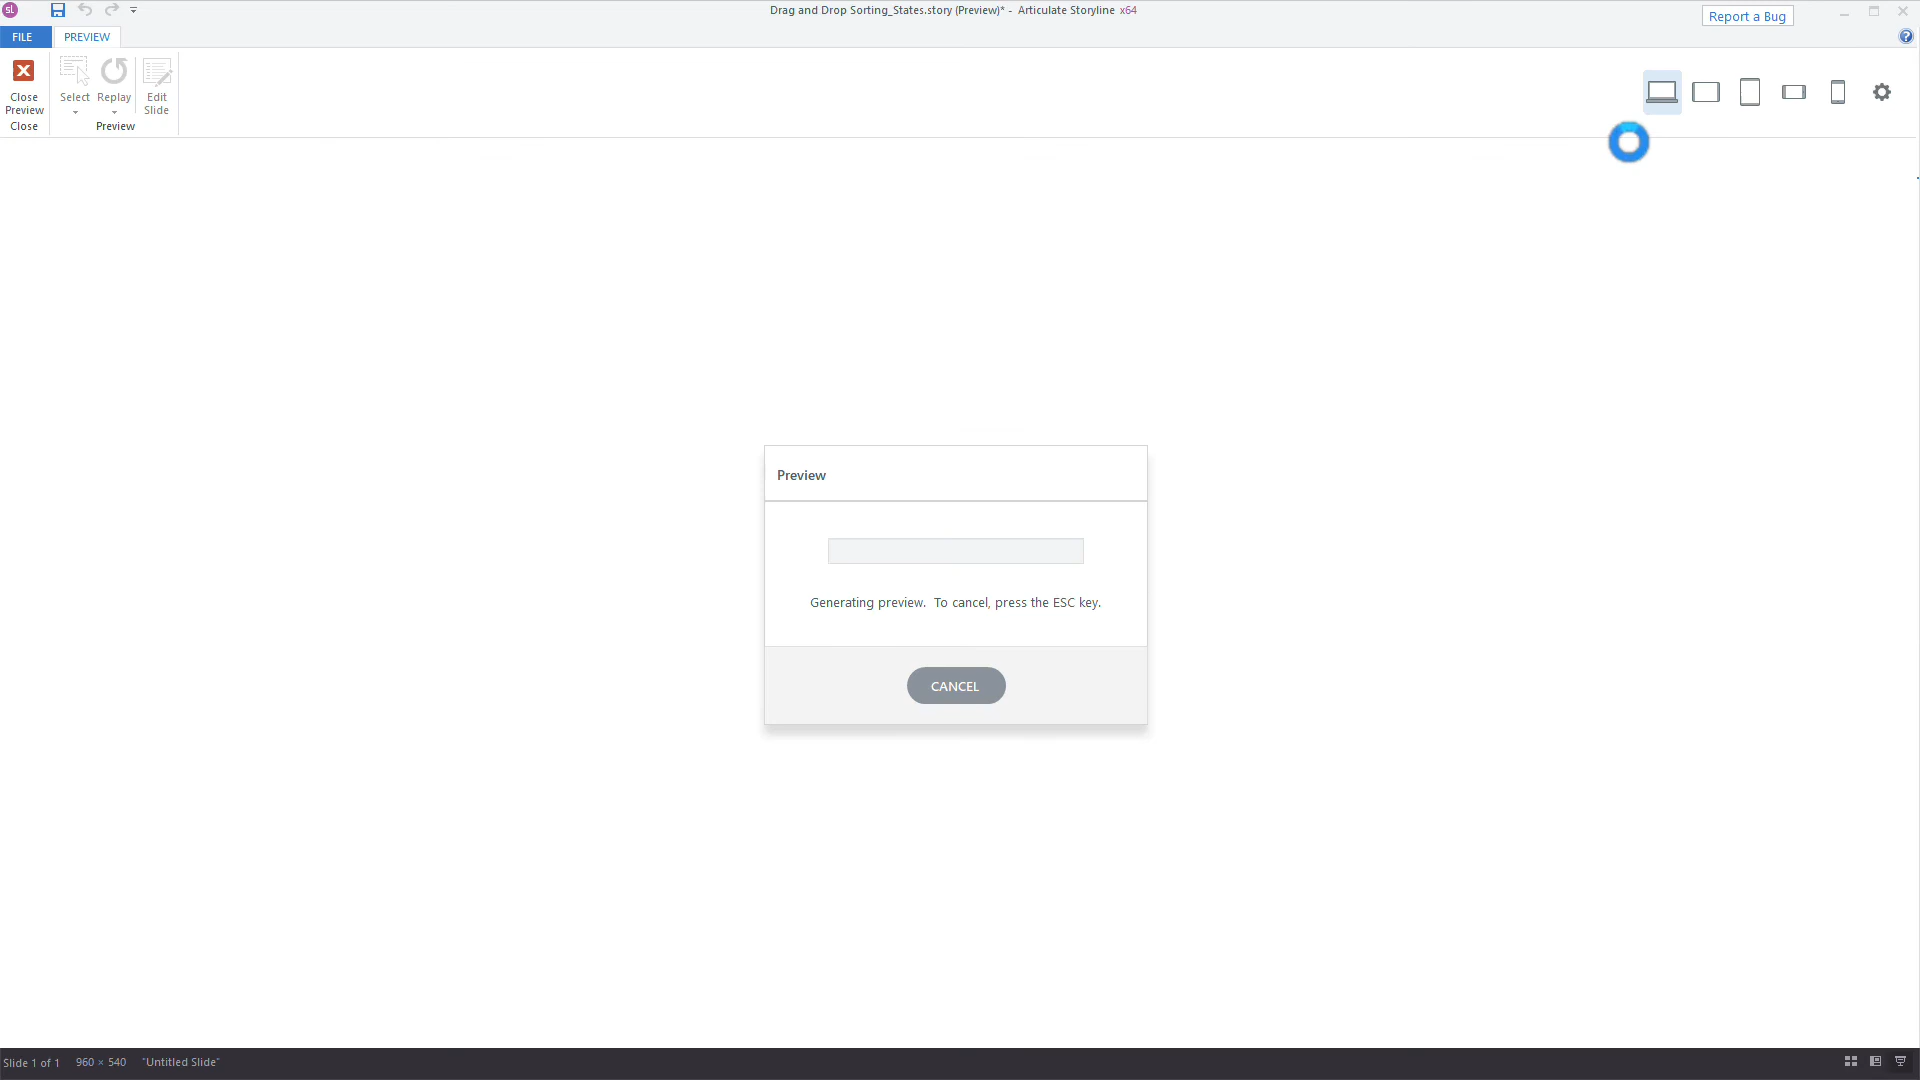 sl
Drag and Drop Sorting_States.story (Preview)* - Articulate Storyline x64
Report a Bug
FILE
PREVIEW
?
Close Preview
Select
Replay
Edit Slide
Close
Preview
Preview
Generating preview. To cancel, press the ESC key.
CANCEL
Slide 1 of 1
960 × 540
"Untitled Slide"